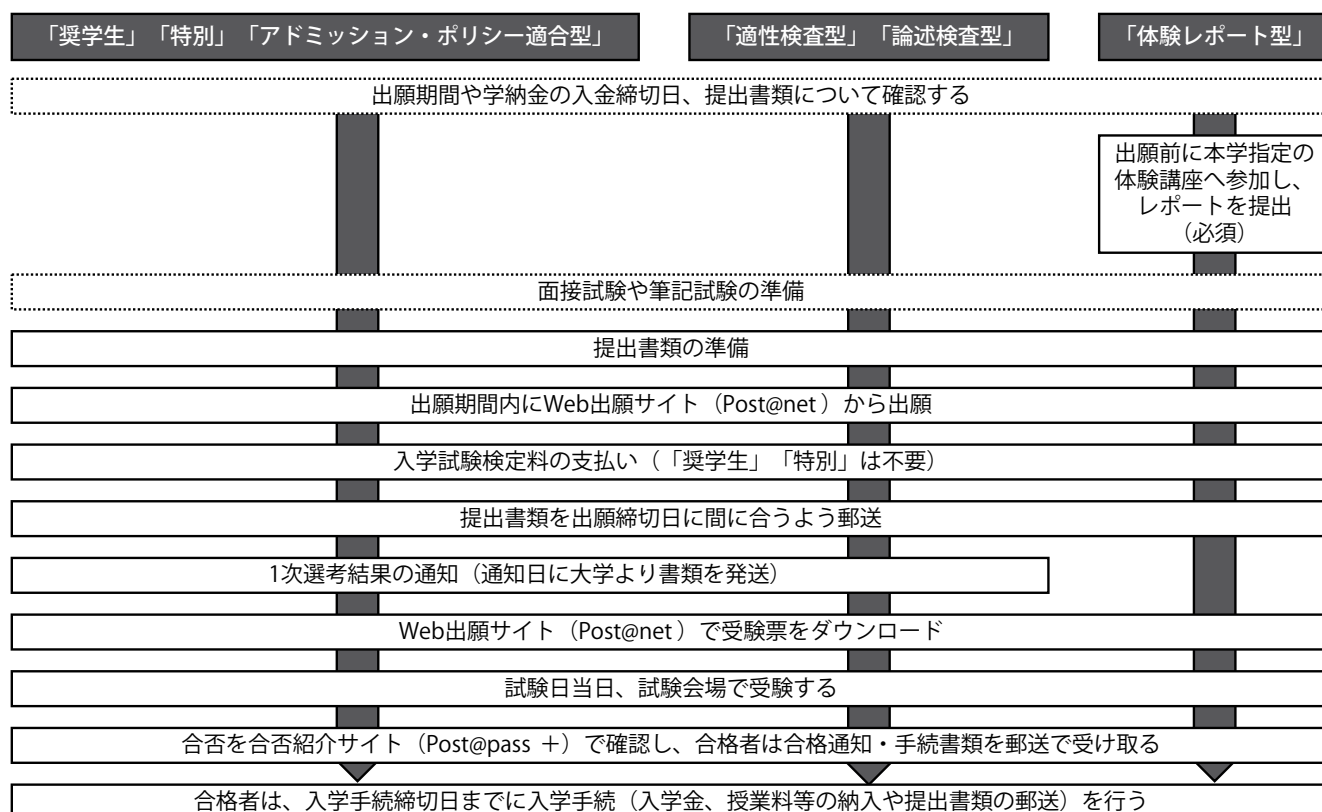 「奨学生」「特別」「アドミッション・ポリシー適合型」
「適性検査型」「論述検査型」
「体験レポート型」
出願期間や学納金の入金締切日、提出書類について確認する
出願前に本学指定の
体験講座へ参加し、
レポートを提出
（必須）
面接試験や筆記試験の準備
提出書類の準備
出願期間内にWeb出願サイト（Post@net）から出願
入学試験検定料の支払い（「奨学生」「特別」は不要）
提出書類を出願締切日に間に合うよう郵送
1次選考結果の通知（通知日に大学より書類を発送）
Web出願サイト（Post@net）で受験票をダウンロード
試験日当日、試験会場で受験する
合否を合否紹介サイト（Post@pass ＋）で確認し、合格者は合格通知・手続書類を郵送で受け取る
合格者は、入学手続締切日までに入学手続（入学金、授業料等の納入や提出書類の郵送）を行う